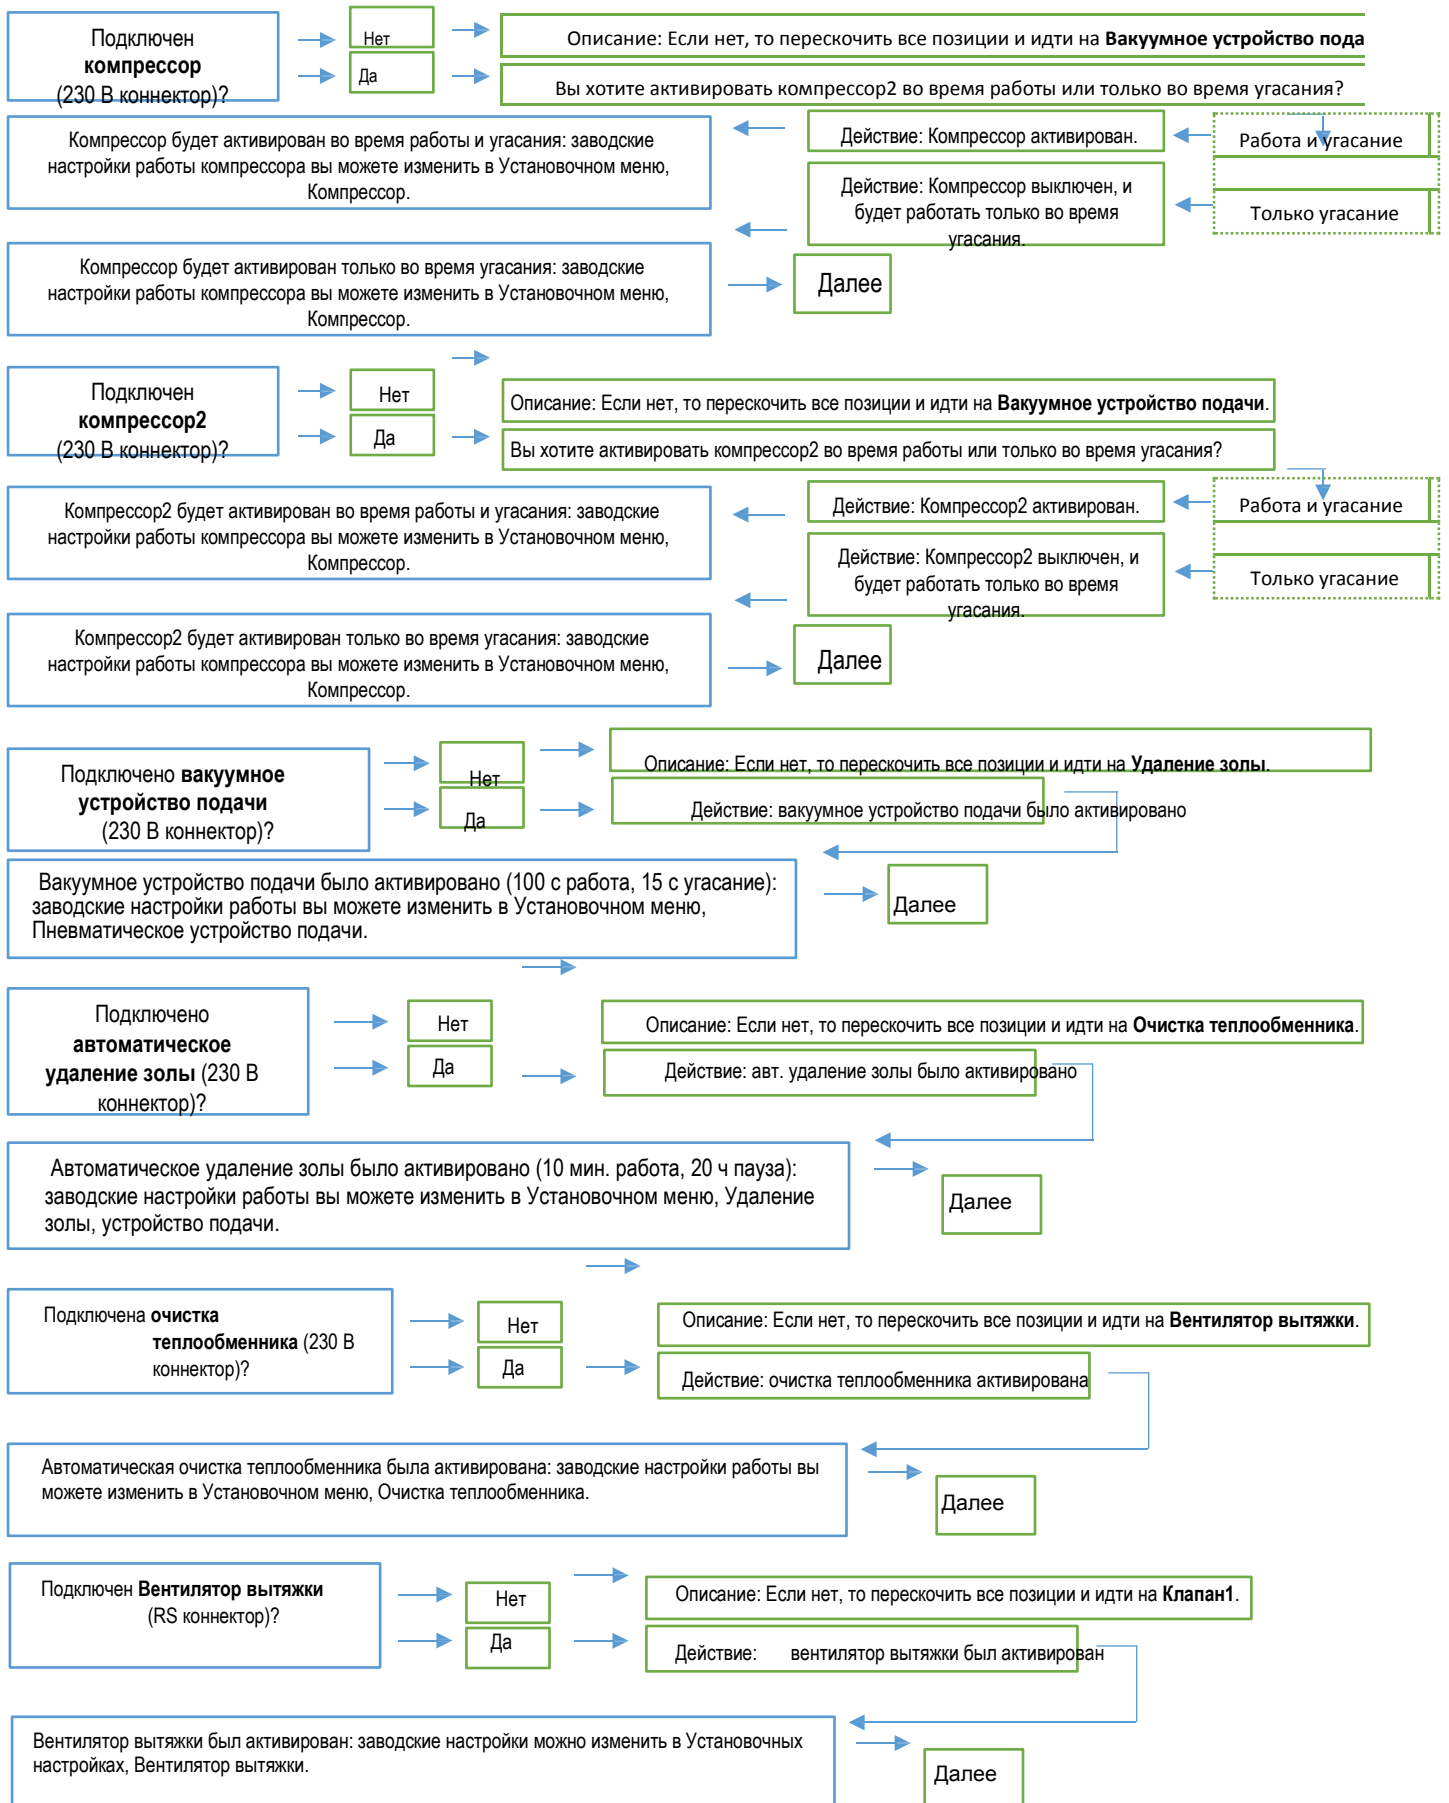 Подключен
компрессор
(230 В коннектор)?
Нет
Да
Описание: Если нет, то перескочить все позиции и идти на Вакуумное устройство пода
Вы хотите активировать компрессор2 во время работы или только во время угасания?
Работа и угасание
Только угасание
Действие: Компрессор активирован.
Действие: Компрессор выключен, и
будет работать только во время
угасания.
Компрессор будет активирован во время работы и угасания: заводские
настройки работы компрессора вы можете изменить в Установочном меню,
Компрессор.
Компрессор будет активирован только во время угасания: заводские
настройки работы компрессора вы можете изменить в Установочном меню,
Компрессор.
Далее
Подключен
компрессор2
(230 В коннектор)?
Нет
Да
Описание: Если нет, то перескочить все позиции и идти на Вакуумное устройство подачи.
Вы хотите активировать компрессор2 во время работы или только во время угасания?
Работа и угасание
Только угасание
Действие: Компрессор2 активирован.
Действие: Компрессор2 выключен, и
будет работать только во время
угасания.
Компрессор2 будет активирован во время работы и угасания: заводские
настройки работы компрессора вы можете изменить в Установочном меню,
Компрессор.
Компрессор2 будет активирован только во время угасания: заводские
настройки работы компрессора вы можете изменить в Установочном меню,
Компрессор.
Далее
Подключено вакуумное
устройство подачи
(230 В коннектор)?
Нет
Да
Описание: Если нет, то перескочить все позиции и идти на Удаление золы.
Действие: вакуумное устройство подачи было активировано
Вакуумное устройство подачи было активировано (100 с работа, 15 с угасание):
заводские настройки работы вы можете изменить в Установочном меню,
Пневматическое устройство подачи.
Далее
Подключено
автоматическое
удаление золы (230 В
коннектор)?
Нет
Да
Описание: Если нет, то перескочить все позиции и идти на Очистка теплообменника.
Действие: авт. удаление золы было активировано
Автоматическое удаление золы было активировано (10 мин. работа, 20 ч пауза):
заводские настройки работы вы можете изменить в Установочном меню, Удаление
золы, устройство подачи.
Далее
Подключена очистка
теплообменника (230 В
коннектор)?
Нет
Да
Описание: Если нет, то перескочить все позиции и идти на Вентилятор вытяжки.
Действие: очистка теплообменника активирована
Автоматическая очистка теплообменника была активирована: заводские настройки работы вы
можете изменить в Установочном меню, Очистка теплообменника.
Далее
Подключен Вентилятор вытяжки
(RS коннектор)?
Нет
Да
Описание: Если нет, то перескочить все позиции и идти на Клапан1.
Действие: вентилятор вытяжки был активирован
Вентилятор вытяжки был активирован: заводские настройки можно изменить в Установочных
настройках, Вентилятор вытяжки.
Далее